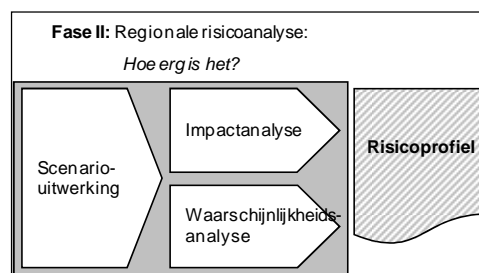 Fase II: Regionale risicoanalyse:
Hoe erg is het?
Scenario-
uitwerking
Impactanalyse
Waarschijnlijkheids-
analyse
Risicoprofiel